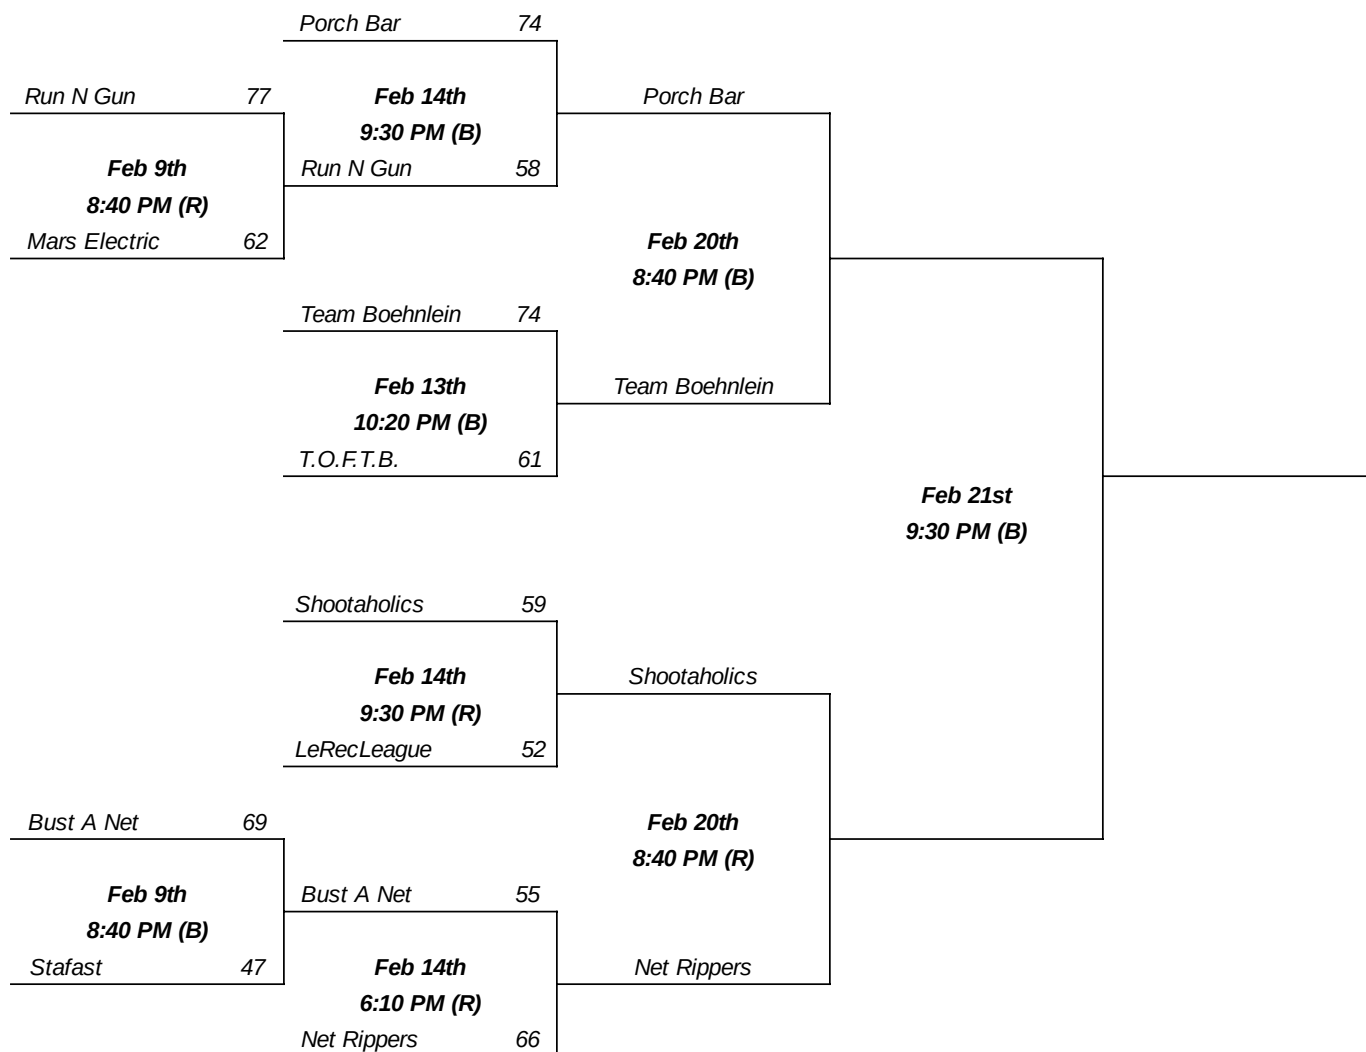 Porch Bar 74
Run N Gun 77
Feb 14th
Porch Bar
9:30 PM (B)
Feb 9th
Run N Gun 58
8:40 PM (R)
Mars Electric 62
Feb 20th
8:40 PM (B)
Team Boehnlein 74
Feb 13th
Team Boehnlein
10:20 PM (B)
T.O.F.T.B. 61
Feb 21st
9:30 PM (B)
Shootaholics 59
Feb 14th
Shootaholics
9:30 PM (R)
LeRecLeague 52
Bust A Net 69
Feb 20th
8:40 PM (R)
Feb 9th
Bust A Net 55
8:40 PM (B)
Stafast 47
Feb 14th
Net Rippers
6:10 PM (R)
Net Rippers 66